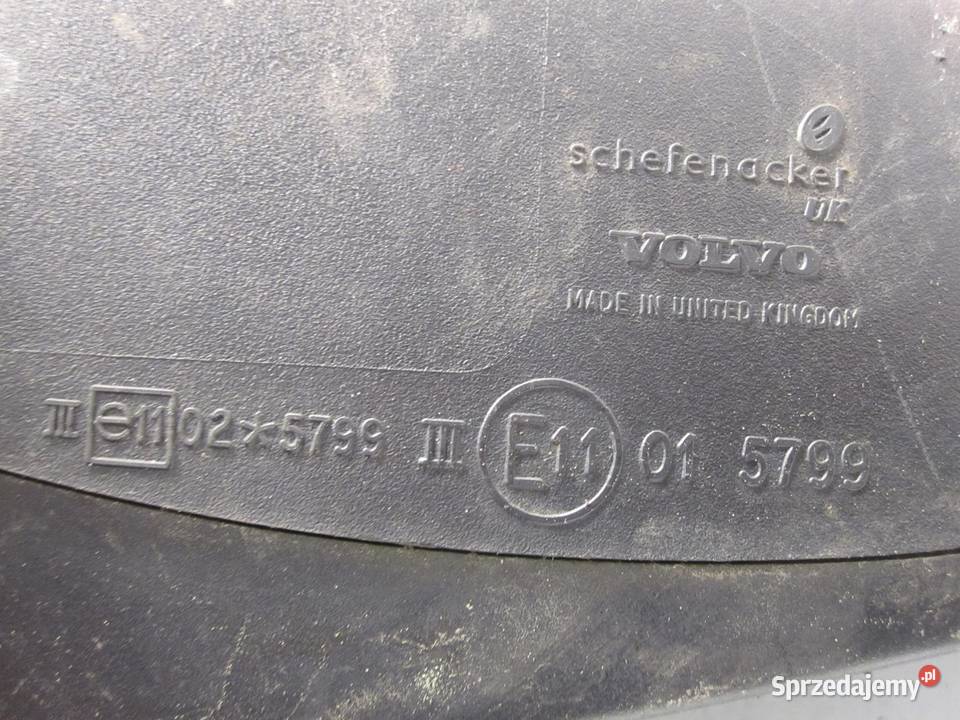 schefenacker
UK
VOLVO
MADE IN UNITED KINGDOM
III e11 02*5799 III E11 01 5799
Sprzedajemy.pl